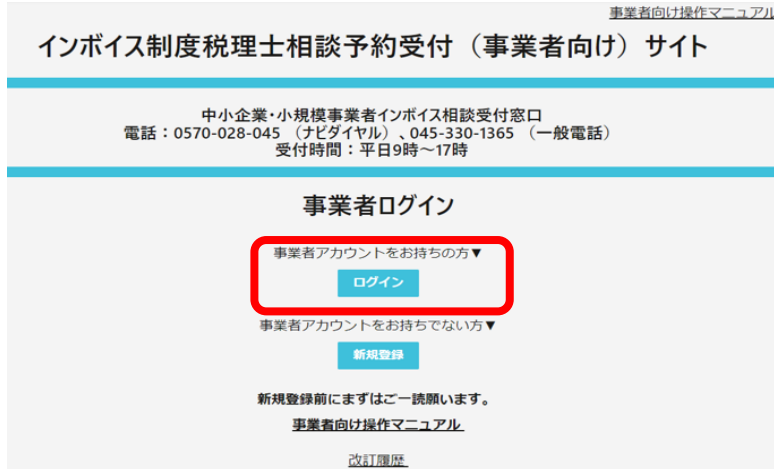 事業者向け操作マニュアル
インボイス制度税理士相談予約受付（事業者向け）サイト
中小企業・小規模事業者インボイス相談受付窓口
電話：0570-028-045 （ナビダイヤル）、045-330-1365 （一般電話）
受付時間：平日9時～17時
事業者ログイン
事業者アカウントをお持ちの方▼
ログイン
事業者アカウントをお持ちでない方▼
新規登録
新規登録前にまずはご一読願います。
事業者向け操作マニュアル
改訂履歴